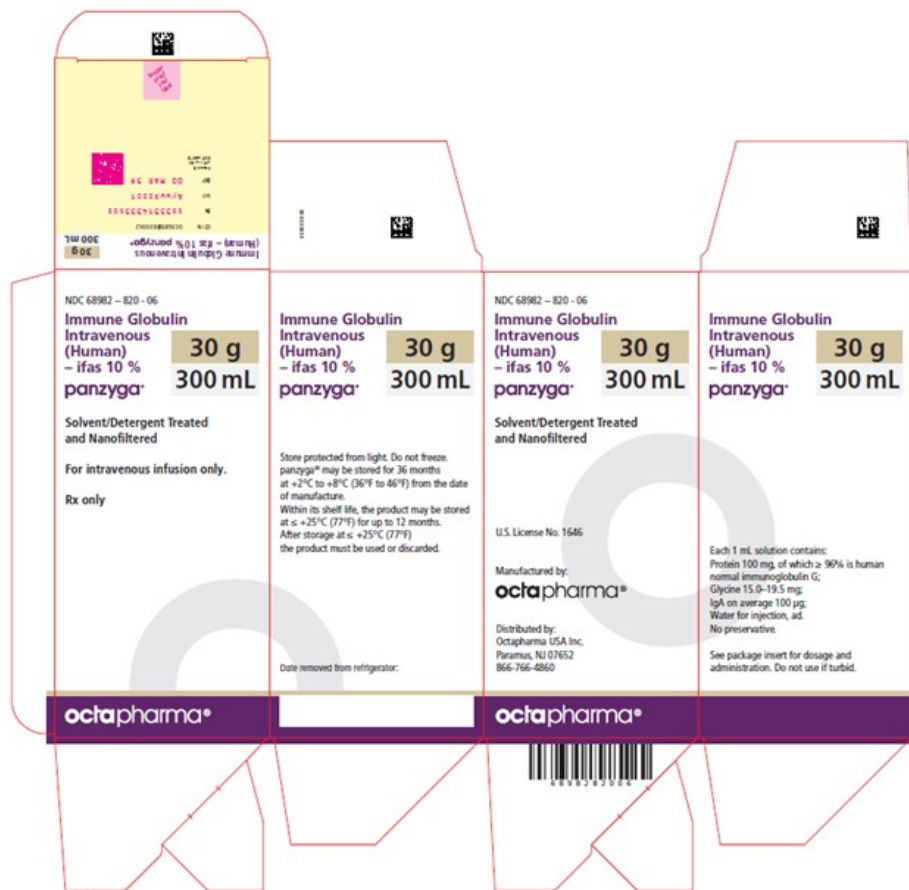 Immune Globulin Intravenous
(Human) – ifas 10% panzyga®
30 g
300 mL
GTIN
SN
Lot
EXP
00 MAR 39
NDC 68982 – 820 - 06
Immune Globulin
Intravenous
(Human)
– ifas 10 %
panzyga®
30 g
300 mL
Solvent/Detergent Treated
and Nanofiltered
For intravenous infusion only.
Rx only
octapharma®
Immune Globulin
Intravenous
(Human)
– ifas 10 %
panzyga®
30 g
300 mL
Store protected from light. Do not freeze.
panzyga® may be stored for 36 months
at +2°C to +8°C (36°F to 46°F) from the date
of manufacture.
Within its shelf life, the product may be stored
at ≤ +25°C (77°F) for up to 12 months.
After storage at ≤ +25°C (77°F)
the product must be used or discarded.
Date removed from refrigerator:
NDC 68982 – 820 - 06
Immune Globulin
Intravenous
(Human)
– ifas 10 %
panzyga®
30 g
300 mL
Solvent/Detergent Treated
and Nanofiltered
U.S. License No. 1646
Manufactured by:
octapharma®
Distributed by:
Octapharma USA Inc.
Paramus, NJ 07652
866-766-4860
octapharma®
6898282006
Immune Globulin
Intravenous
(Human)
– ifas 10 %
panzyga®
30 g
300 mL
Each 1 mL solution contains:
Protein 100 mg, of which ≥ 96% is human
normal immunoglobulin G;
Glycine 15.0–19.5 mg;
IgA on average 100 µg;
Water for injection, ad.
No preservative.
See package insert for dosage and
administration. Do not use if turbid.